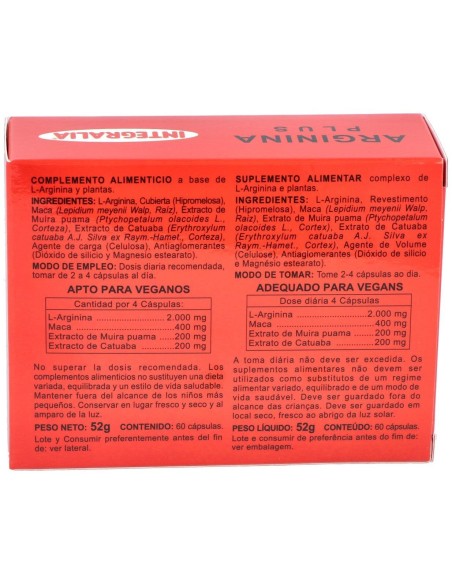 INTEGRALIA
ARGININA
PLUS
COMPLEMENTO ALIMENTICIO a base de
L-Arginina y plantas.
INGREDIENTES: L-Arginina, Cubierta (Hipromelosa),
Maca (Lepidium meyenii Walp, Raíz), Extracto de
Muira puama (Ptychopetalum olacoides L.,
Corteza), Extracto de Catuaba (Erythroxylum
catuaba A.J. Silva ex Raym.-Hamet., Corteza),
Agente de carga (Celulosa), Antiaglomerantes
(Dióxido de silicio y Magnesio estearato).
MODO DE EMPLEO: Dosis diaria recomendada,
tomar de 2 a 4 cápsulas al día.
APTO PARA VEGANOS
Cantidad por 4 Cápsulas:
L-Arginina 2.000 mg
Maca 400 mg
Extracto de Muira puama 200 mg
Extracto de Catuaba 200 mg
No superar la dosis recomendada. Los
complementos alimenticios no sustituyen una dieta
variada, equilibrada y un estilo de vida saludable.
Mantener fuera del alcance de los niños más
pequeños. Conservar en lugar fresco y seco y al
amparo de la luz.
PESO NETO: 52g CONTENIDO: 60 cápsulas.
Lote y Consumir preferentemente antes del fin
de: ver lateral.
SUPLEMENTO ALIMENTAR complexo de
L-Arginina e plantas.
INGREDIENTES: L-Arginina, Revestimento
(Hipromelosa), Maca (Lepidium meyenii Walp, Raiz),
Extrato de Muira puama (Ptychopetalum
olacoides L., Cortex), Extrato de Catuaba
(Erythroxylum catuaba A.J. Silva ex
Raym.-Hamet., Cortex), Agente de Volume
(Celulose), Antiaglomerantes (Dióxido de silício
e Magnésio estearato).
MODO DE TOMAR: Tome 2-4 cápsulas ao dia.
ADEQUADO PARA VEGANS
Dose diária 4 Cápsulas:
L-Arginina 2.000 mg
Maca 400 mg
Extrato de Muira puama 200 mg
Extrato de Catuaba 200 mg
A toma diária não deve ser excedida. Os
suplementos alimentares não devem ser
utilizados como substitutos de um regime
alimentar variado, equilibrado e de um modo de
vida saudável. Deve ser guardado fora do
alcance das crianças. Deve ser guardado em
local seco, fresco ao abrigo da luz solar.
PESO LÍQUIDO: 52g CONTEÚDO: 60 cápsulas.
Lote e consumir de preferência antes do fim de:
ver embalagem.